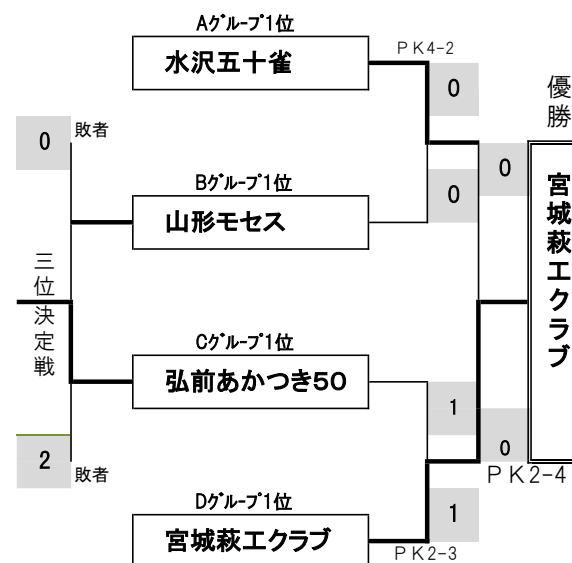 Aｸﾞﾙｰﾌﾟ1位
水沢五十雀
PK4-2
0
優勝
0
敗者
0
宮城萩エクラブ
Bｸﾞﾙｰﾌﾟ1位
山形モセス
0
三位決定戦
Cｸﾞﾙｰﾌﾟ1位
弘前あかつき50
1
0
2
敗者
PK2-4
Dｸﾞﾙｰﾌﾟ1位
宮城萩エクラブ
1
PK2-3